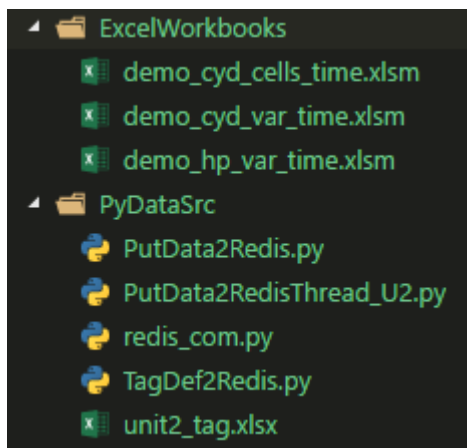 ExcelWorkbooks
demo_cyd_cells_time.xlsm
demo_cyd_var_time.xlsm
demo_hp_var_time.xlsm
PyDataSrc
PutData2Redis.py
PutData2RedisThread_U2.py
redis_com.py
TagDef2Redis.py
unit2_tag.xlsx